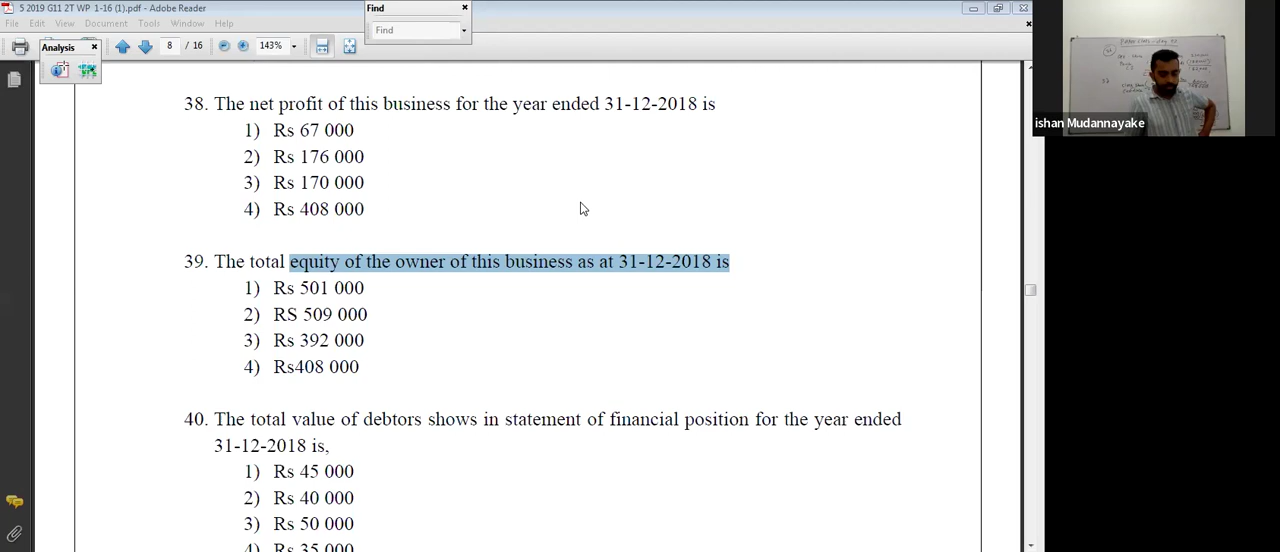 5 2019 G11 2T WP 1-16 (1).pdf - Adobe Reader
File Edit View Document Tools Window Help
Find
Find
Analysis
8 / 16 143%
38. The net profit of this business for the year ended 31-12-2018 is
1) Rs 67 000
2) Rs 176 000
3) Rs 170 000
4) Rs 408 000
39. The total equity of the owner of this business as at 31-12-2018 is
1) Rs 501 000
2) RS 509 000
3) Rs 392 000
4) Rs408 000
40. The total value of debtors shows in statement of financial position for the year ended
31-12-2018 is,
1) Rs 45 000
2) Rs 40 000
3) Rs 50 000
4) Rs 35 000
ishan Mudannayake